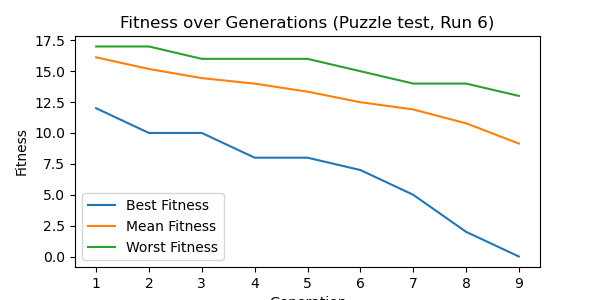 Fitness over Generations (Puzzle test, Run 6)
Fitness
17.5
15.0
12.5
10.0
7.5
5.0
2.5
0.0
Best Fitness
Mean Fitness
Worst Fitness
1 2 3 4 5 6 7 8 9
Generation